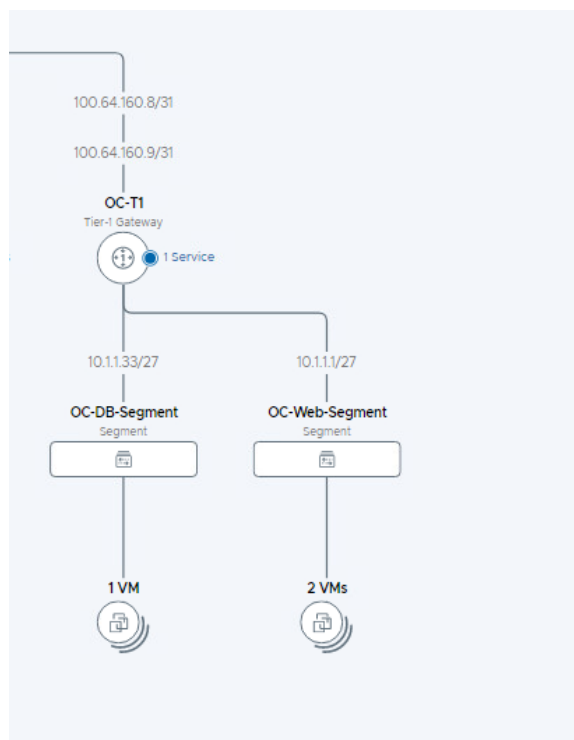 100.64.160.8/31
100.64.160.9/31
OC-T1
Tier-1 Gateway
1 Service
10.1.1.33/27
10.1.1.1/27
OC-DB-Segment
OC-Web-Segment
Segment
Segment
1 VM
2 VMs